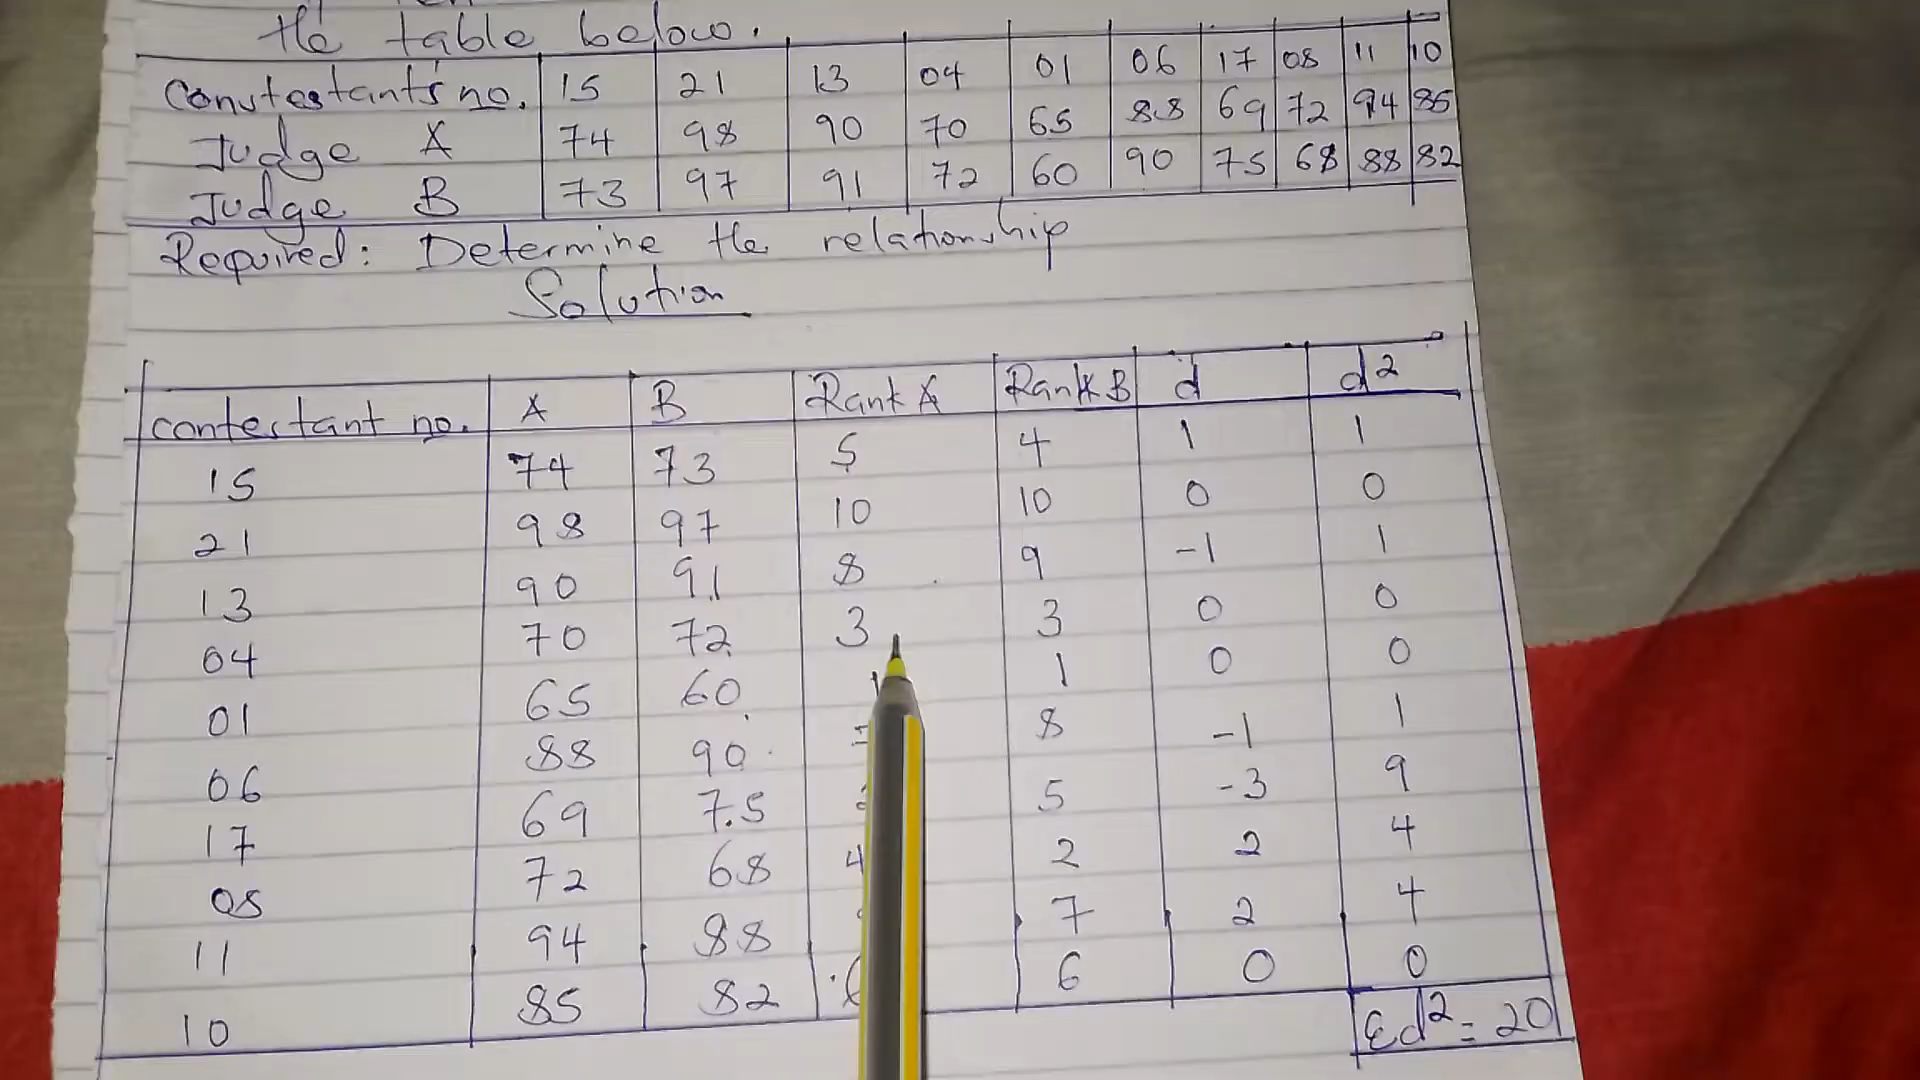 the table below.
Conutestant's no. 15 21 13 04 01 06 17 08 11 10
Judge A 74 98 90 70 65 88 69 72 94 85
Judge B 73 97 91 72 60 90 75 68 88 82
Required: Determine the relationship
Solution
contestant no. A B Rank A Rank B d d²
15 74 73 5 4 1 1
21 98 97 10 10 0 0
13 90 91 8 9 -1 1
04 70 72 3 3 0 0
01 65 60 1 0 0
06 88 90 8 -1 1
17 69 7.5 5 -3 9
08 72 68 4 2 2 4
11 94 88 7 2 4
10 85 82 6 0 0
Ɛd² = 20